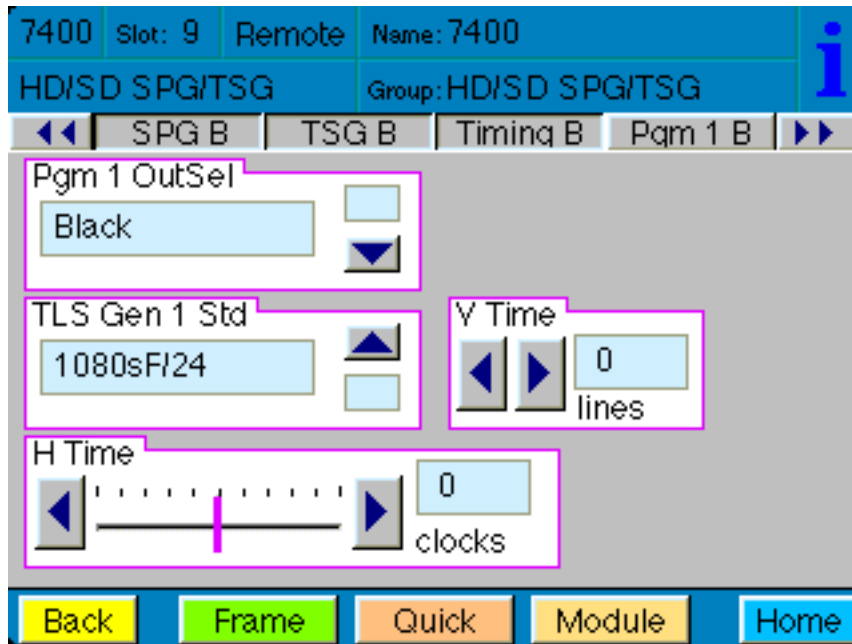 7400 Slot: 9 Remote Name: 7400
HD/SD SPG/TSG Group: HD/SD SPG/TSG
i
SPG B TSG B Timing B Pgm 1 B
Pgm 1 OutSel
Black
TLS Gen 1 Std
1080sF/24
V Time
0
lines
H Time
0
clocks
Back Frame Quick Module Home